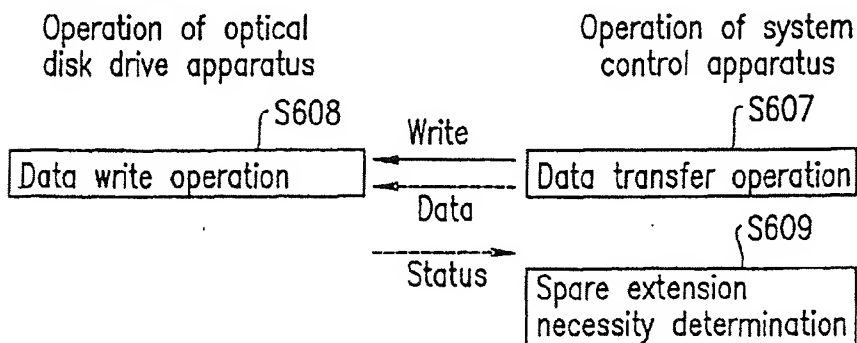 Operation of optical
disk drive apparatus
Operation of system
control apparatus
S608
S607
Write
Data write operation
Data transfer operation
Data
S609
Status
Spare extension
necessity determination